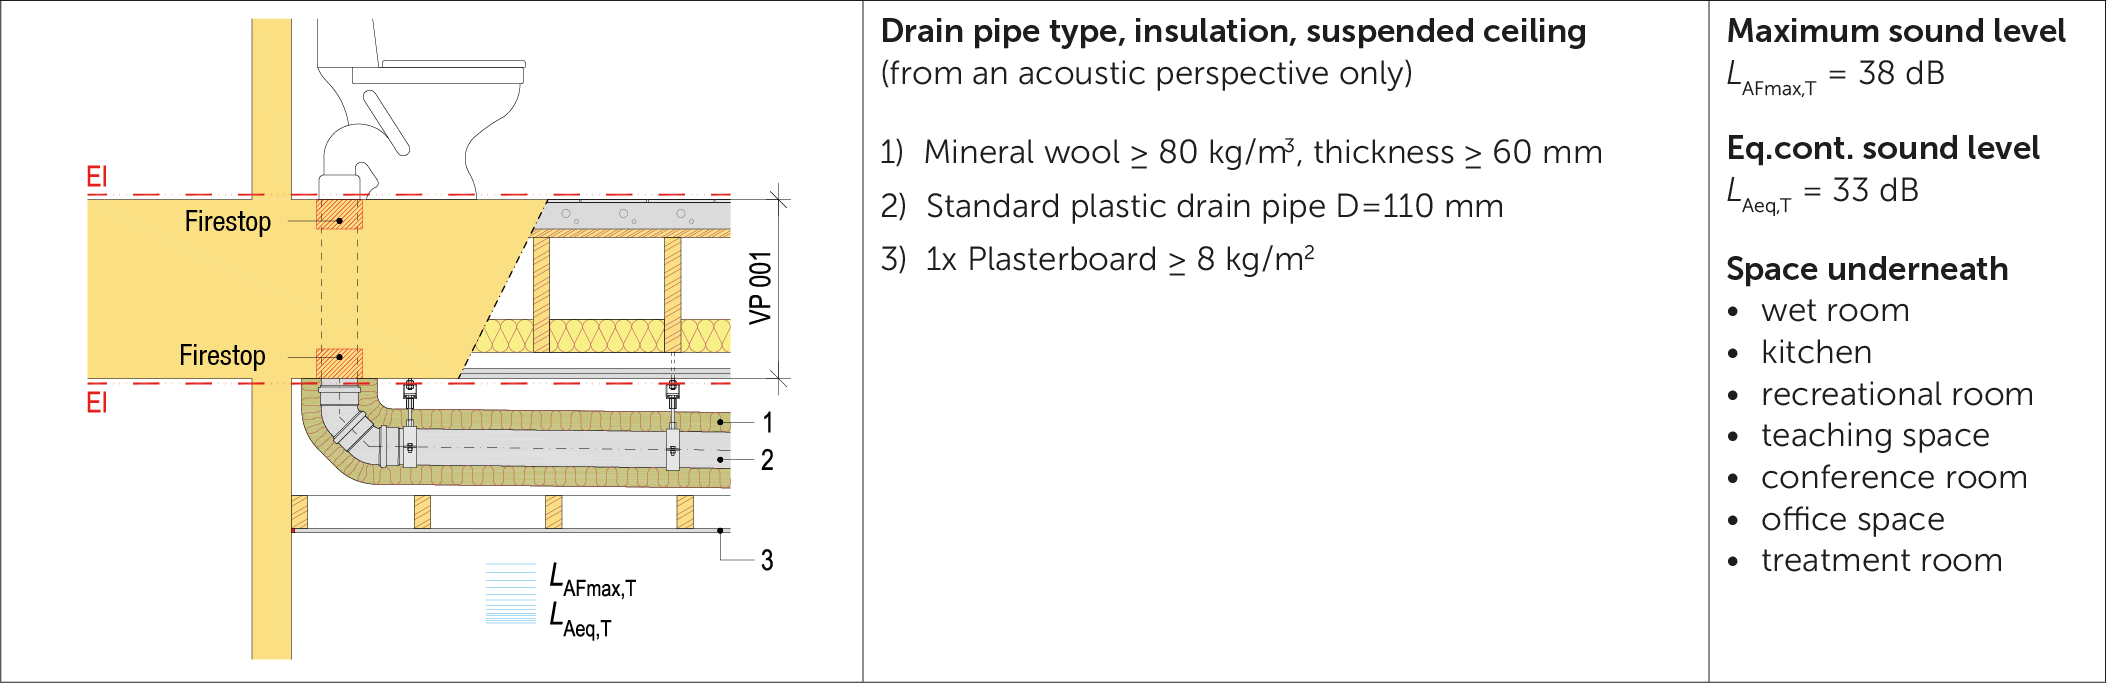 EI
Firestop
VP 001
Firestop
EI
1
2
3
LAFmax,T
LAeq,T
Drain pipe type, insulation, suspended ceiling
(from an acoustic perspective only)
1) Mineral wool ≥ 80 kg/m³, thickness ≥ 60 mm
2) Standard plastic drain pipe D=110 mm
3) 1x Plasterboard ≥ 8 kg/m²
Maximum sound level
LAFmax,T = 38 dB
Eq.cont. sound level
LAeq,T = 33 dB
Space underneath
• wet room
• kitchen
• recreational room
• teaching space
• conference room
• office space
• treatment room